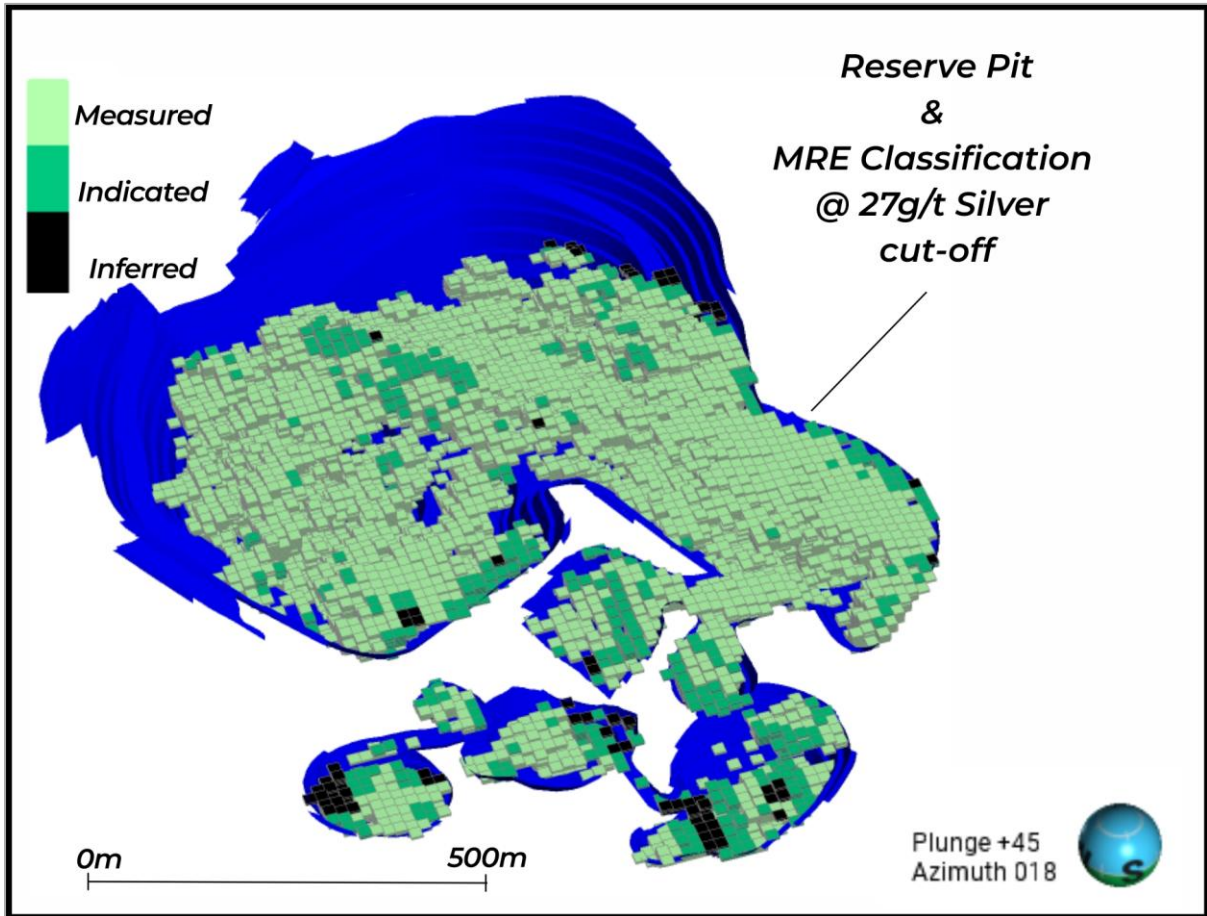 Reserve Pit
&
MRE Classification
@ 27g/t Silver
cut-off
Measured
Indicated
Inferred
0m
500m
Plunge +45
Azimuth 018
S